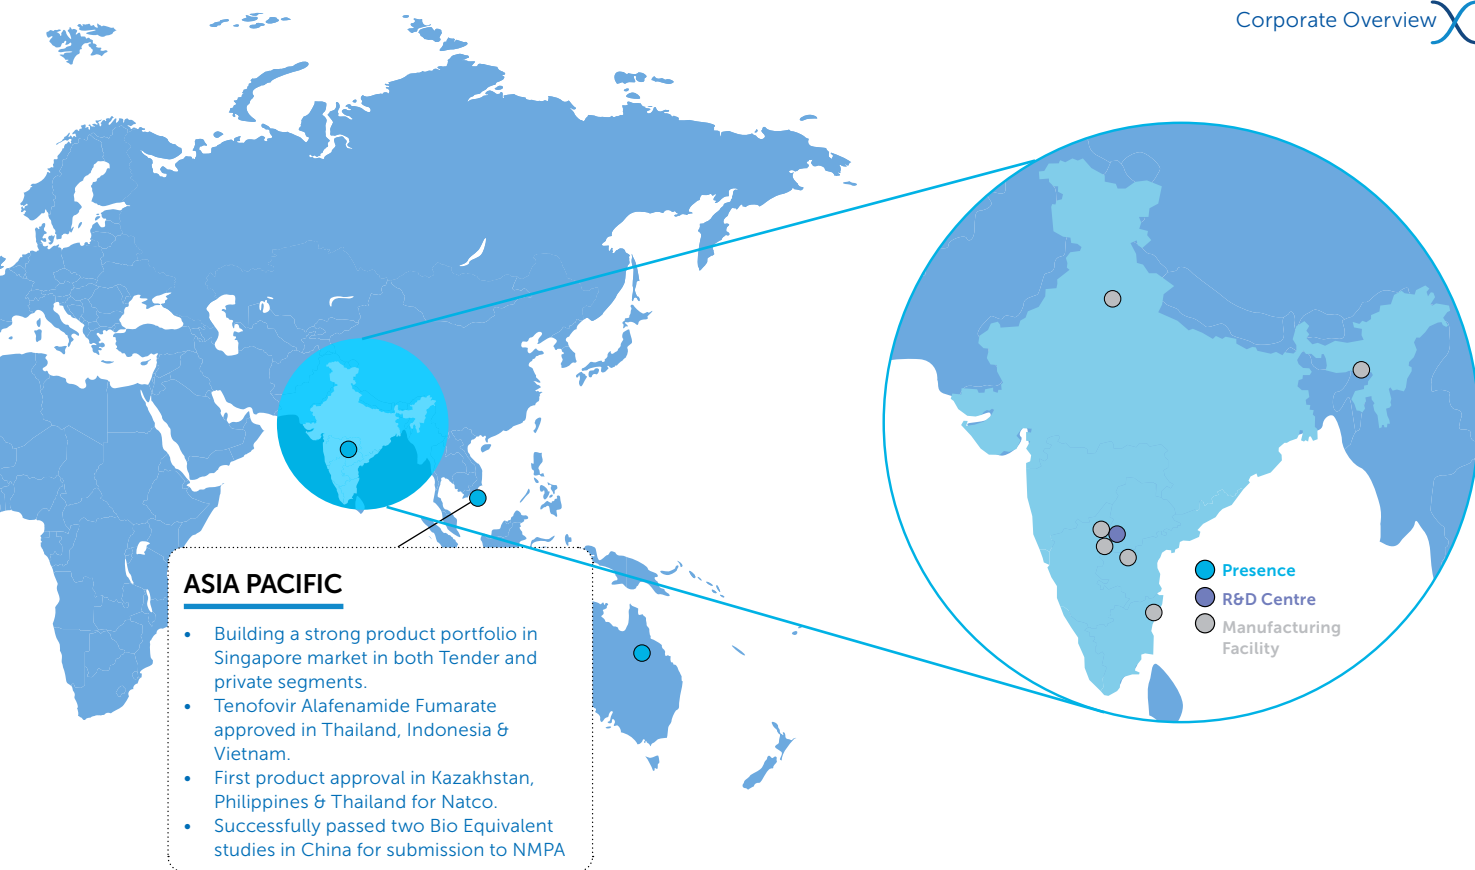 Corporate Overview
ASIA PACIFIC
• Building a strong product portfolio in
Singapore market in both Tender and
private segments.
• Tenofovir Alafenamide Fumarate
approved in Thailand, Indonesia &
Vietnam.
• First product approval in Kazakhstan,
Philippines & Thailand for Natco.
• Successfully passed two Bio Equivalent
studies in China for submission to NMPA
Presence
R&D Centre
Manufacturing
Facility